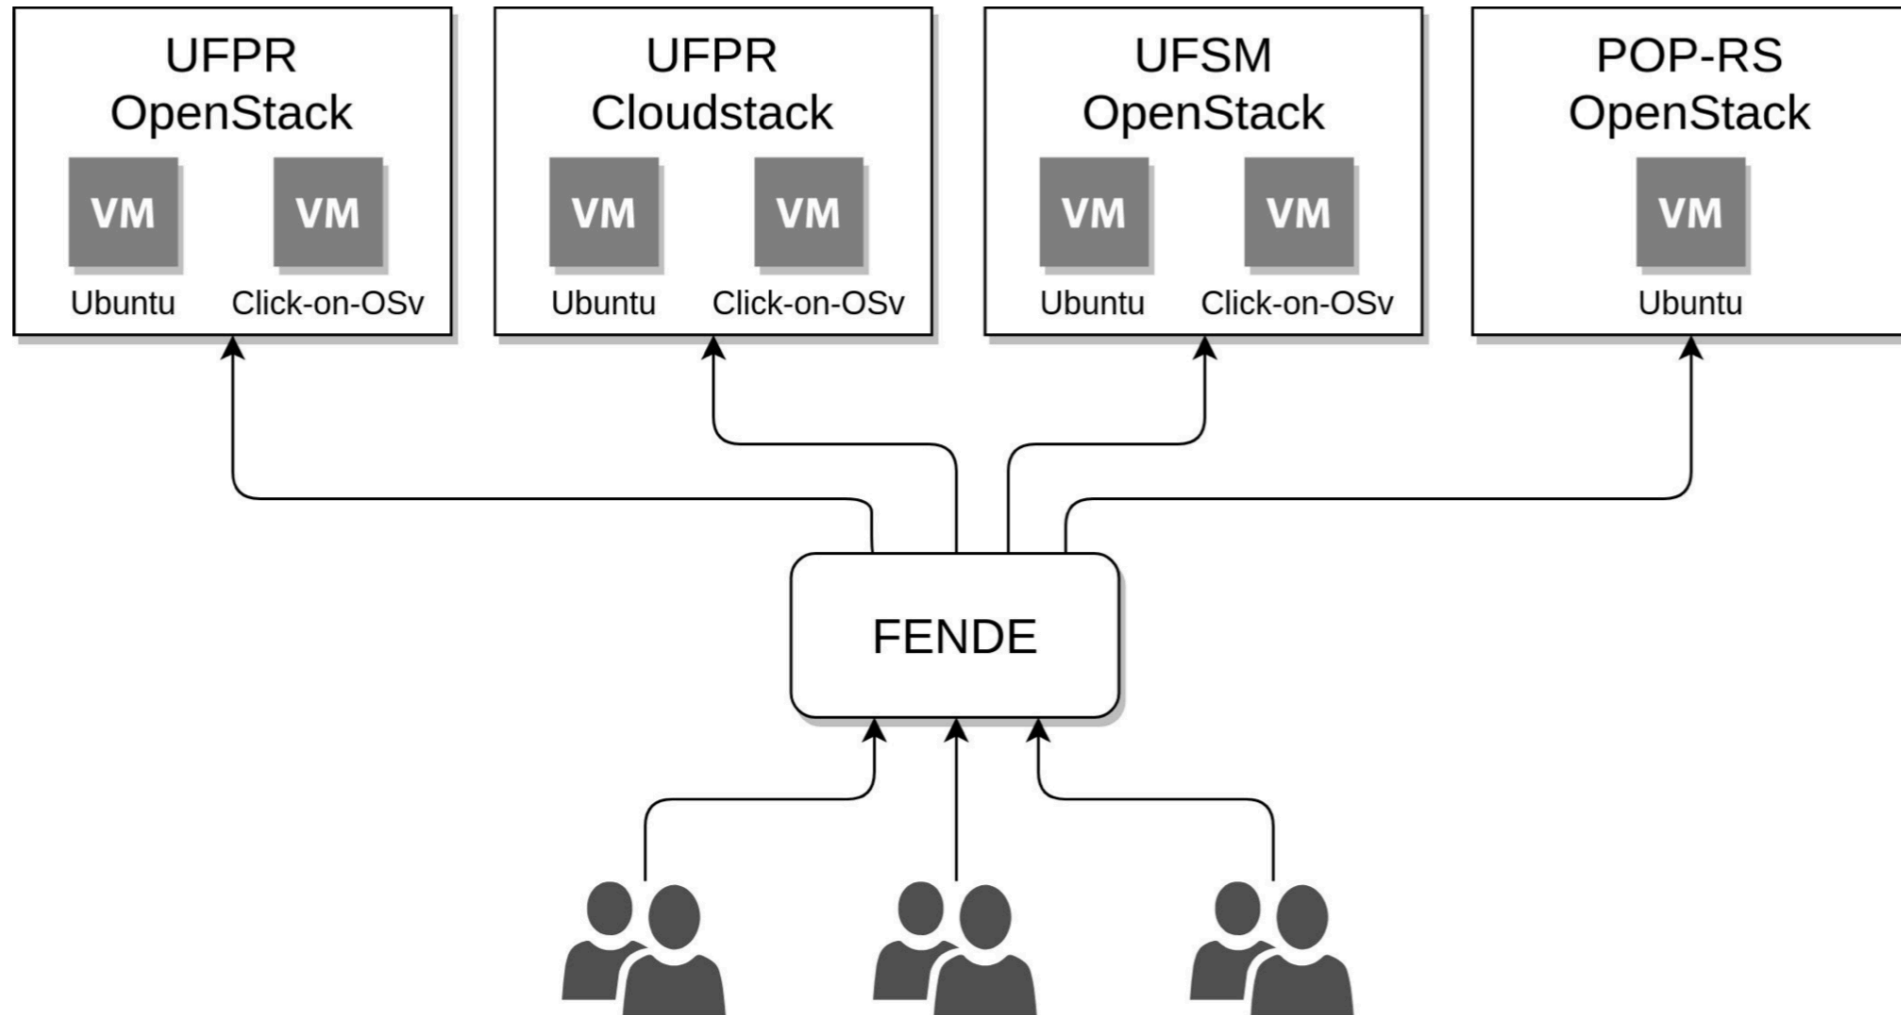 UFPR
OpenStack
VM VM
Ubuntu Click-on-OSv
UFPR
Cloudstack
VM VM
Ubuntu Click-on-OSv
UFSM
OpenStack
VM VM
Ubuntu Click-on-OSv
POP-RS
OpenStack
VM
Ubuntu
FENDE